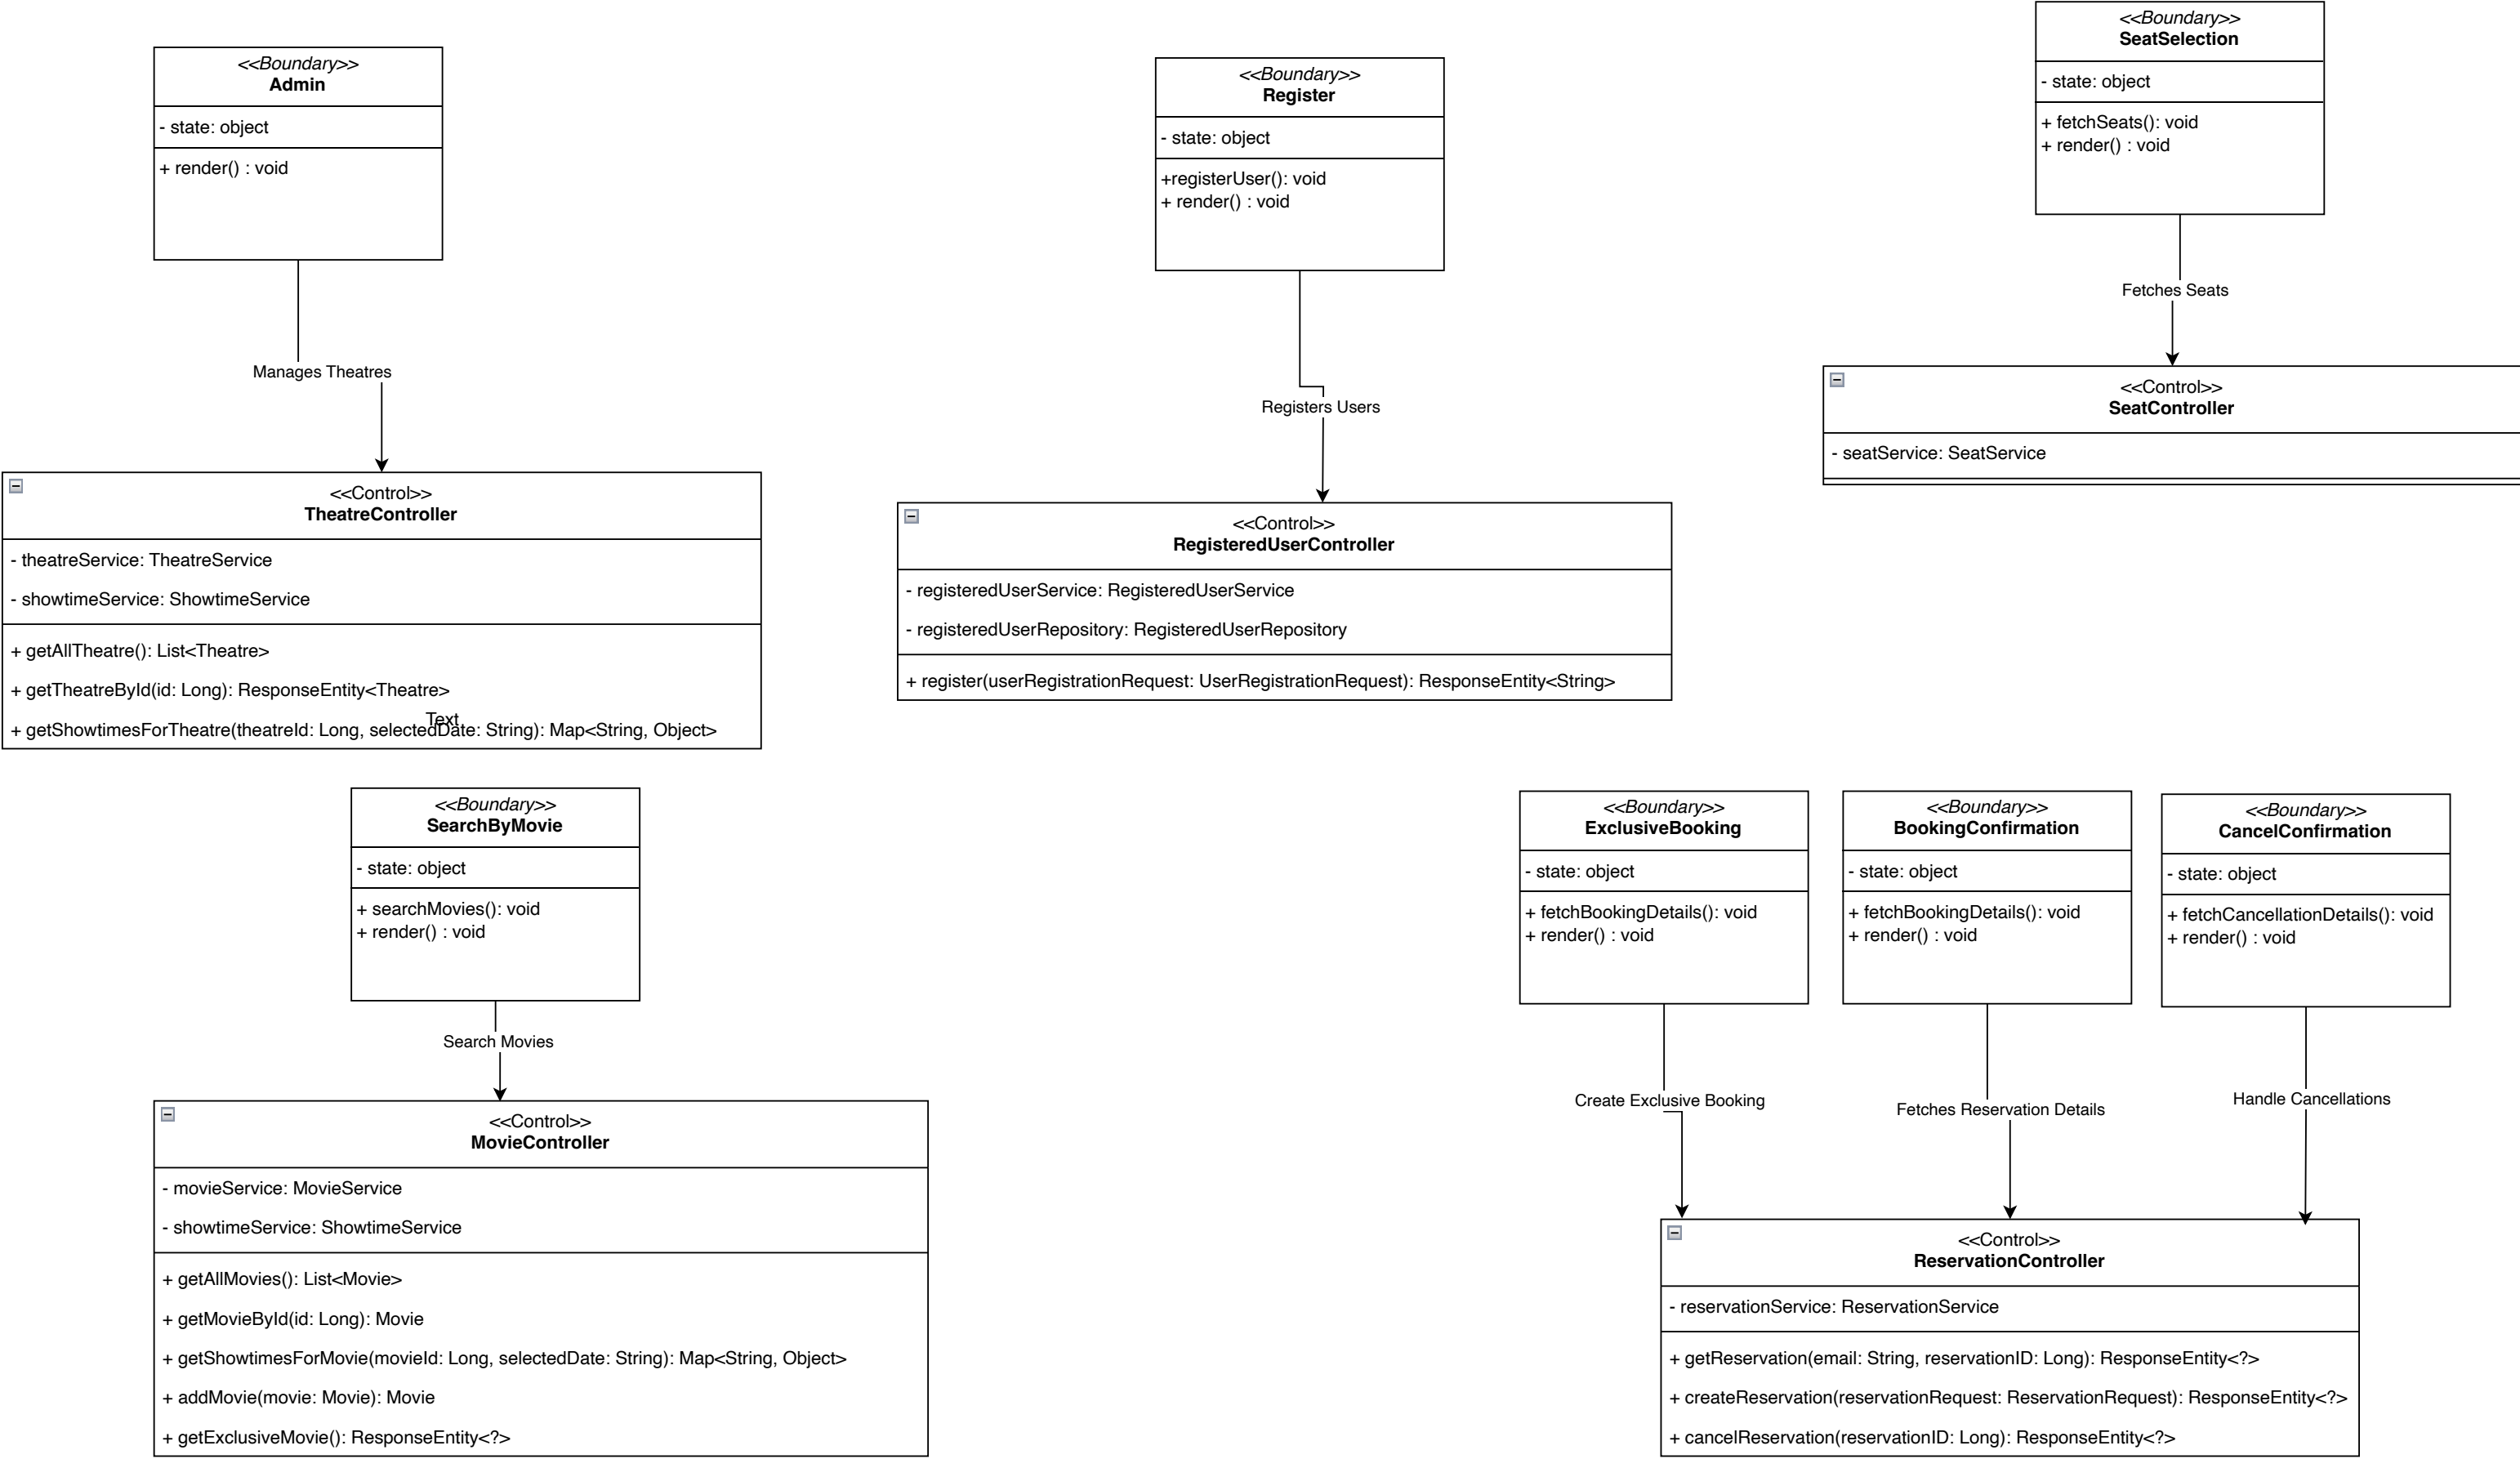 <<Boundary>>
Admin
- state: object
+ render() : void
Manages Theatres
<<Control>>
TheatreController
- theatreService: TheatreService
- showtimeService: ShowtimeService
+ getAllTheatre(): List<Theatre>
+ getTheatreById(id: Long): ResponseEntity<Theatre>
Text
+ getShowtimesForTheatre(theatreId: Long, selectedDate: String): Map<String, Object>
<<Boundary>>
Register
- state: object
+registerUser(): void
+ render() : void
Registers Users
<<Control>>
RegisteredUserController
- registeredUserService: RegisteredUserService
- registeredUserRepository: RegisteredUserRepository
+ register(userRegistrationRequest: UserRegistrationRequest): ResponseEntity<String>
<<Boundary>>
SeatSelection
- state: object
+ fetchSeats(): void
+ render() : void
Fetches Seats
<<Control>>
SeatController
- seatService: SeatService
<<Boundary>>
SearchByMovie
- state: object
+ searchMovies(): void
+ render() : void
Search Movies
<<Control>>
MovieController
- movieService: MovieService
- showtimeService: ShowtimeService
+ getAllMovies(): List<Movie>
+ getMovieById(id: Long): Movie
+ getShowtimesForMovie(movieId: Long, selectedDate: String): Map<String, Object>
+ addMovie(movie: Movie): Movie
+ getExclusiveMovie(): ResponseEntity<?>
<<Boundary>>
ExclusiveBooking
- state: object
+ fetchBookingDetails(): void
+ render() : void
Create Exclusive Booking
<<Boundary>>
BookingConfirmation
- state: object
+ fetchBookingDetails(): void
+ render() : void
Fetches Reservation Details
<<Boundary>>
CancelConfirmation
- state: object
+ fetchCancellationDetails(): void
+ render() : void
Handle Cancellations
<<Control>>
ReservationController
- reservationService: ReservationService
+ getReservation(email: String, reservationID: Long): ResponseEntity<?>
+ createReservation(reservationRequest: ReservationRequest): ResponseEntity<?>
+ cancelReservation(reservationID: Long): ResponseEntity<?>